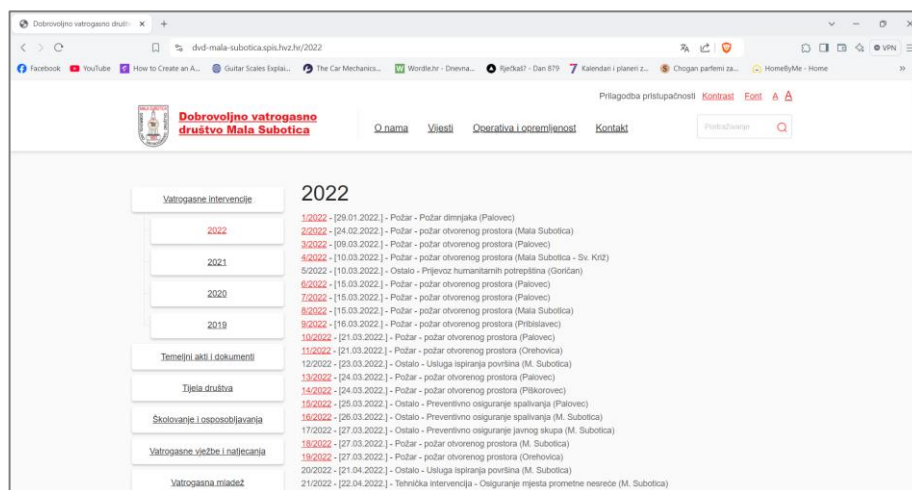 Dobrovoljno vatrogasno društv
dvd-mala-subotica.spis.hvz.hr/2022
VPN
Facebook YouTube How to Create an A... Guitar Scales Explai... The Car Mechanics... Wordle.hr - Dnevna... Rječkaš? - Dan 879 Kalendari i planeri z... Chogan parfemi za... HomeByMe - Home
Prilagodba pristupačnosti Kontrast Font A A
Dobrovoljno vatrogasno
društvo Mala Subotica
O nama Vijesti Operativa i opremljenost Kontakt
Pretraživanje
Vatrogasne intervencije
2022
2021
2020
2019
Temeljni akti i dokumenti
Tijela društva
Školovanje i osposobljavanja
Vatrogasne vježbe i natjecanja
Vatrogasna mladež
2022
1/2022 - [29.01.2022.] - Požar - Požar dimnjaka (Palovec)
2/2022 - [24.02.2022.] - Požar - požar otvorenog prostora (Mala Subotica)
3/2022 - [09.03.2022.] - Požar - požar otvorenog prostora (Palovec)
4/2022 - [10.03.2022.] - Požar - požar otvorenog prostora (Mala Subotica - Sv. Križ)
5/2022 - [10.03.2022.] - Ostalo - Prijevoz humanitarnih potrepština (Goričan)
6/2022 - [15.03.2022.] - Požar - požar otvorenog prostora (Palovec)
7/2022 - [15.03.2022.] - Požar - požar otvorenog prostora (Palovec)
8/2022 - [15.03.2022.] - Požar - požar otvorenog prostora (Mala Subotica)
9/2022 - [16.03.2022.] - Požar - požar otvorenog prostora (Pribislavec)
10/2022 - [21.03.2022.] - Požar - požar otvorenog prostora (Palovec)
11/2022 - [21.03.2022.] - Požar - požar otvorenog prostora (Orehovica)
12/2022 - [23.03.2022.] - Ostalo - Usluga ispiranja površina (M. Subotica)
13/2022 - [24.03.2022.] - Požar - požar otvorenog prostora (Palovec)
14/2022 - [24.03.2022.] - Požar - požar otvorenog prostora (Piškorovec)
15/2022 - [25.03.2022.] - Ostalo - Preventivno osiguranje spalivanja (Palovec)
16/2022 - [26.03.2022.] - Ostalo - Preventivno osiguranje spalivanja (M. Subotica)
17/2022 - [27.03.2022.] - Ostalo - Preventivno osiguranje javnog skupa (M. Subotica)
18/2022 - [27.03.2022.] - Požar - požar otvorenog prostora (M. Subotica)
19/2022 - [27.03.2022.] - Požar - požar otvorenog prostora (Orehovica)
20/2022 - [21.04.2022.] - Ostalo - Usluga ispiranja površina (M. Subotica)
21/2022 - [22.04.2022.] - Tehnička intervencija - Osiguranje mjesta prometne nesreće (M. Subotica)